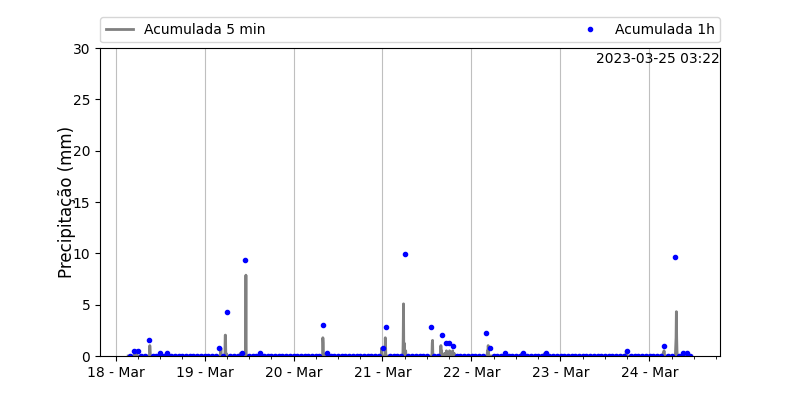 Acumulada 5 min Acumulada 1h
2023-03-25 03:22
Precipitação (mm)
30
25
20
15
10
5
0
18 - Mar 19 - Mar 20 - Mar 21 - Mar 22 - Mar 23 - Mar 24 - Mar